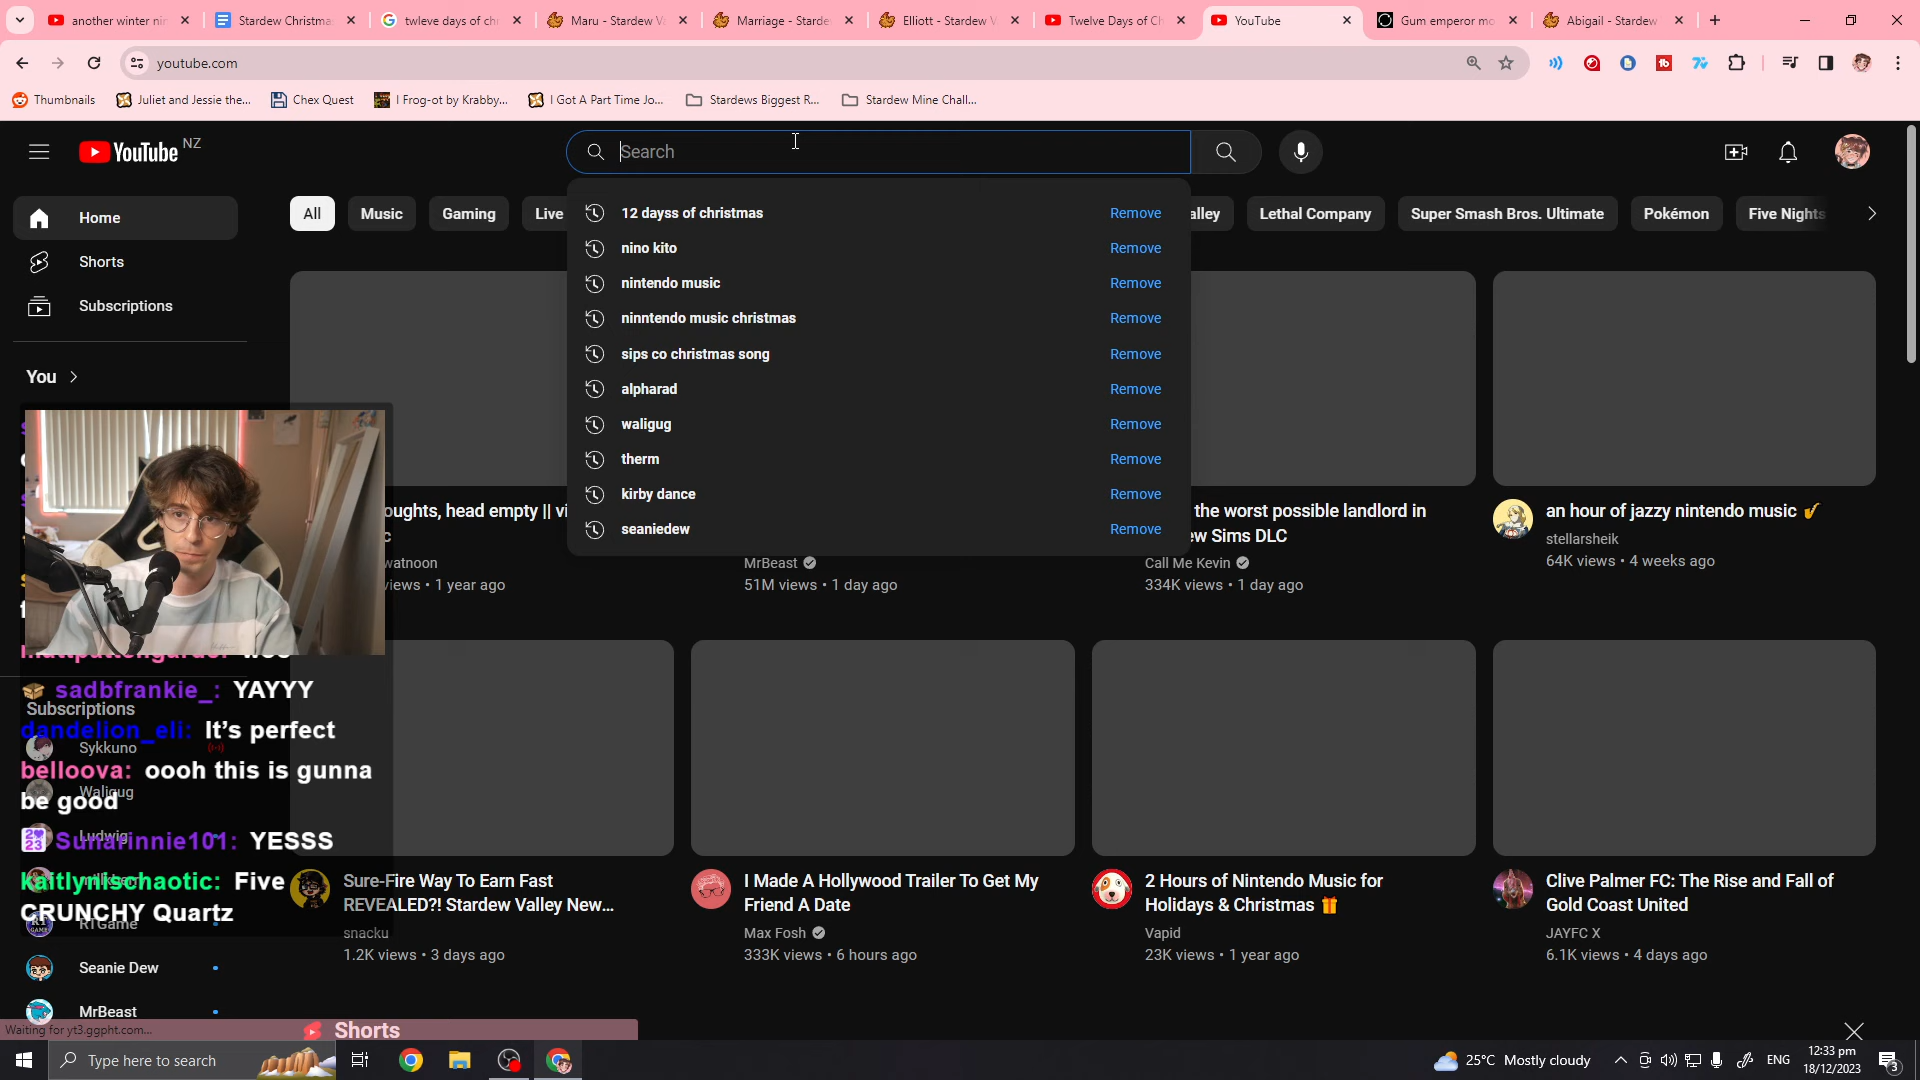 another winter nir
Stardew Christma
twleve days of ch
Maru - Stardew Va
Marriage - Stardev
Elliott - Stardew V
Twelve Days of Ch
YouTube
Gum emperor mo
Abigail - Stardew
youtube.com
Thumbnails
Juliet and Jessie the...
Chex Quest
I Frog-ot by Krabby...
I Got A Part Time Jo...
Stardews Biggest R...
Stardew Mine Chall...
YouTube NZ
Search
Home
Shorts
Subscriptions
You
All
Music
Gaming
Live
alley
Lethal Company
Super Smash Bros. Ultimate
Pokémon
Five Nights
12 dayss of christmas Remove
nino kito Remove
nintendo music Remove
ninntendo music christmas Remove
sips co christmas song Remove
alpharad Remove
waligug Remove
therm Remove
kirby dance Remove
seaniedew Remove
oughts, head empty || vi
c
watnoon
iews • 1 year ago
MrBeast
51M views • 1 day ago
the worst possible landlord in
ew Sims DLC
Call Me Kevin
334K views • 1 day ago
an hour of jazzy nintendo music
stellarsheik
64K views • 4 weeks ago
sadbfrankie_: YAYYY
Subscriptions
dandelion_eli: It's perfect
Sykkuno
belloova: oooh this is gunna
be good
Waligug
Sunarinnie101: YESSS
Ludwig
kaitlynischaotic: Five
CRUNCHY Quartz
RTGame
Seanie Dew
MrBeast
Sure-Fire Way To Earn Fast
REVEALED?! Stardew Valley New...
snacku
1.2K views • 3 days ago
I Made A Hollywood Trailer To Get My
Friend A Date
Max Fosh
333K views • 6 hours ago
2 Hours of Nintendo Music for
Holidays & Christmas
Vapid
23K views • 1 year ago
Clive Palmer FC: The Rise and Fall of
Gold Coast United
JAYFC X
6.1K views • 4 days ago
Waiting for yt3.ggpht.com...
Shorts
Type here to search
25°C Mostly cloudy
ENG
12:33 pm
18/12/2023
3